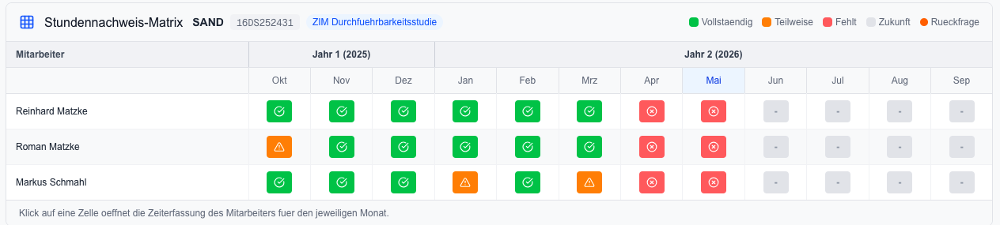 Stundennachweis-Matrix SAND 16DS252431 ZIM Durchfuehrbarkeitsstudie Vollstaendig Teilweise Fehlt Zukunft Rueckfrage
Mitarbeiter Jahr 1 (2025) Jahr 2 (2026)
Okt Nov Dez Jan Feb Mrz Apr Mai Jun Jul Aug Sep
Reinhard Matzke - - - -
Roman Matzke - - - -
Markus Schmahl - - - -
Klick auf eine Zelle oeffnet die Zeiterfassung des Mitarbeiters fuer den jeweiligen Monat.